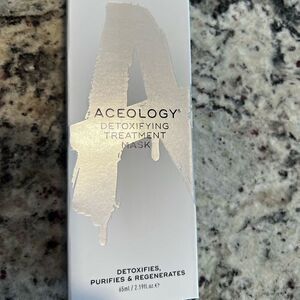 ACEOLOGY®
DETOXIFYING
TREATMENT
MASK
DETOXIFIES,
PURIFIES & REGENERATES
65ml / 2.19fl.oz ℮